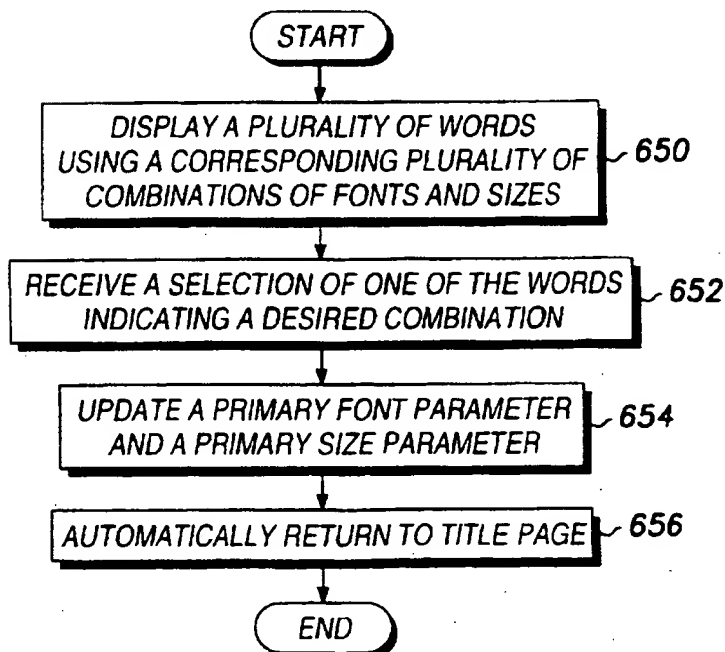 START
DISPLAY A PLURALITY OF WORDS
USING A CORRESPONDING PLURALITY OF
COMBINATIONS OF FONTS AND SIZES
650
RECEIVE A SELECTION OF ONE OF THE WORDS
INDICATING A DESIRED COMBINATION
652
UPDATE A PRIMARY FONT PARAMETER
AND A PRIMARY SIZE PARAMETER
654
AUTOMATICALLY RETURN TO TITLE PAGE
656
END